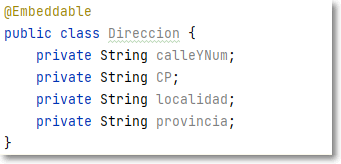 @Embeddable
public class Direccion {
    private String calleYNum;
    private String CP;
    private String localidad;
    private String provincia;
}